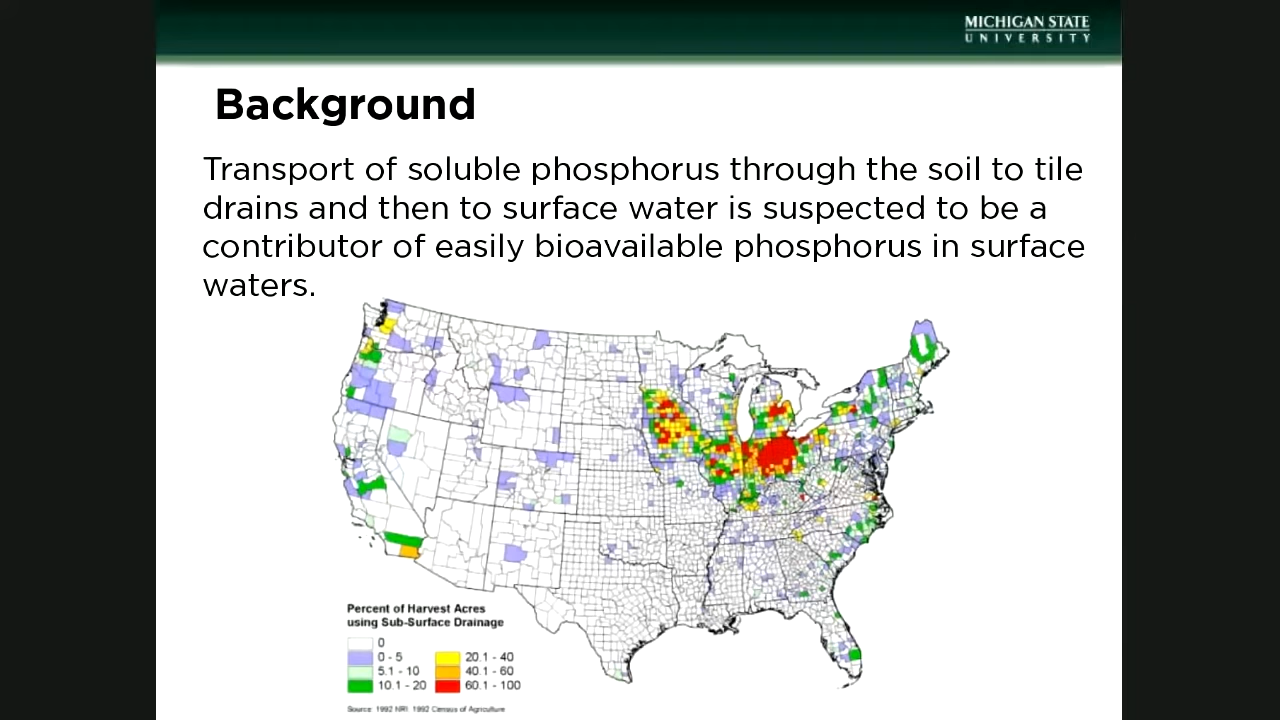 MICHIGAN STATE
UNIVERSITY
Background
Transport of soluble phosphorus through the soil to tile
drains and then to surface water is suspected to be a
contributor of easily bioavailable phosphorus in surface
waters.
Percent of Harvest Acres
using Sub-Surface Drainage
0
0 - 5
5.1 - 10
10.1 - 20
20.1 - 40
40.1 - 60
60.1 - 100
Source: 1992 NRI. 1992 Census of Agriculture